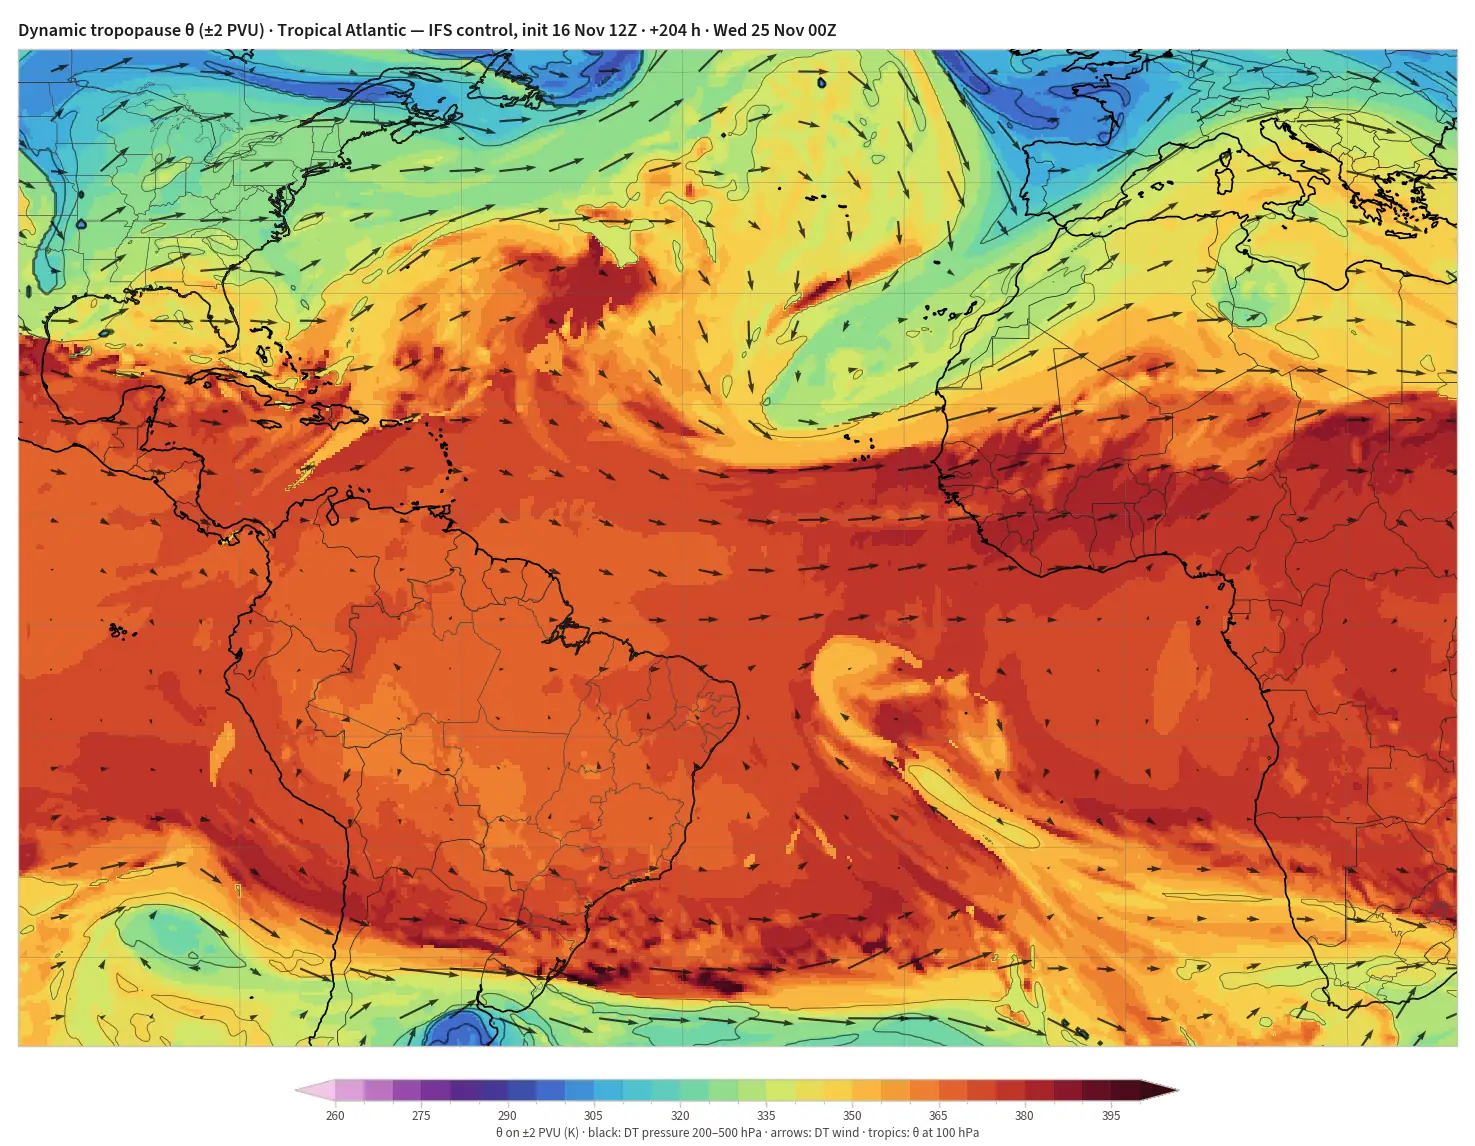 Dynamic tropopause θ (±2 PVU) · Tropical Atlantic — IFS control, init 16 Nov 12Z · +204 h · Wed 25 Nov 00Z
260 275 290 305 320 335 350 365 380 395
θ on ±2 PVU (K) · black: DT pressure 200–500 hPa · arrows: DT wind · tropics: θ at 100 hPa